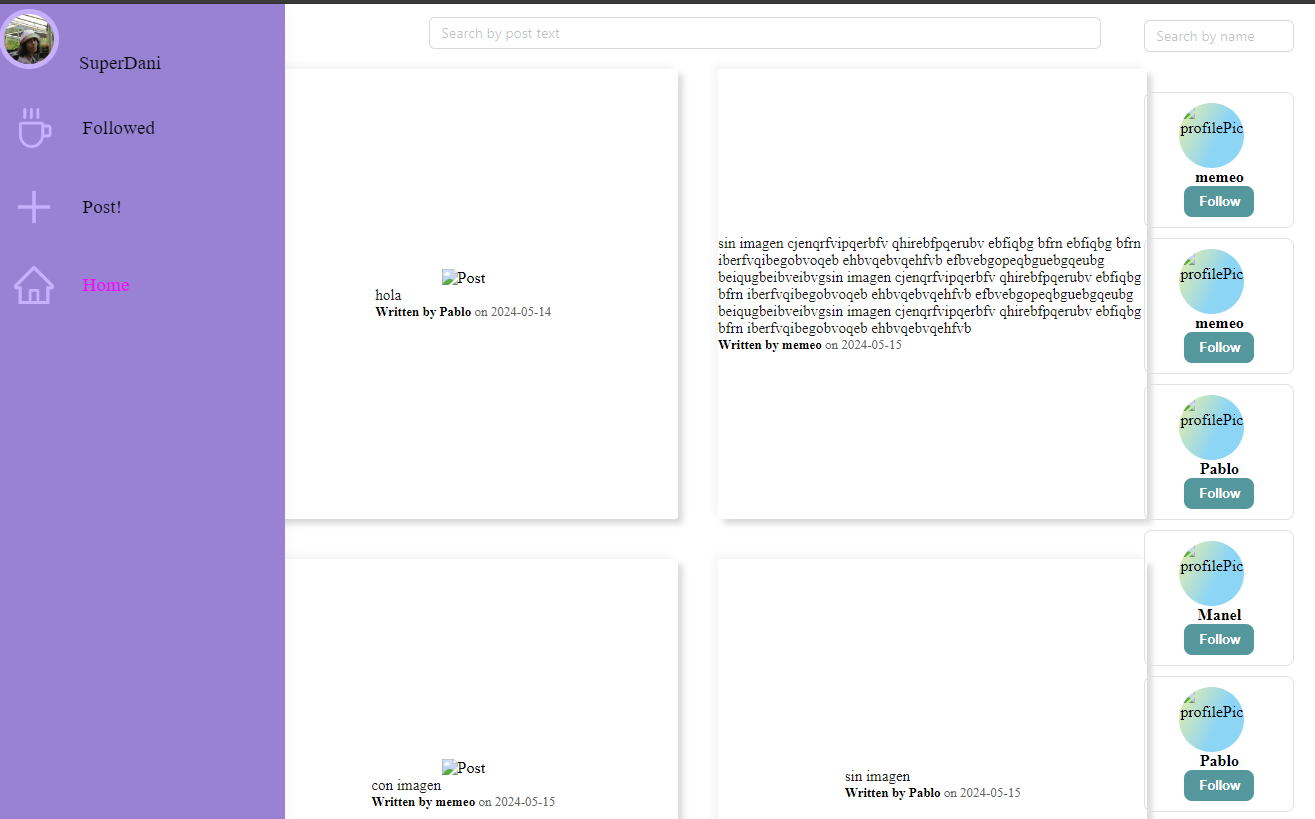 SuperDani
Followed
Post!
Home
Search by post text
Post
hola
Written by Pablo on 2024-05-14
sin imagen cjenqrfvipqerbfv qhirebfpqerubv ebfiqbg bfrn ebfiqbg bfrn
iberfvqibegobvoqeb ehbvqebvqehfvb efbvebgopeqbguebgqeubg
beiqugbeibveibvgsin imagen cjenqrfvipqerbfv qhirebfpqerubv ebfiqbg
bfrn iberfvqibegobvoqeb ehbvqebvqehfvb efbvebgopeqbguebgqeubg
beiqugbeibveibvgsin imagen cjenqrfvipqerbfv qhirebfpqerubv ebfiqbg
bfrn iberfvqibegobvoqeb ehbvqebvqehfvb
Written by memeo on 2024-05-15
Post
con imagen
Written by memeo on 2024-05-15
sin imagen
Written by Pablo on 2024-05-15
Search by name
profilePic
memeo
Follow
profilePic
memeo
Follow
profilePic
Pablo
Follow
profilePic
Manel
Follow
profilePic
Pablo
Follow